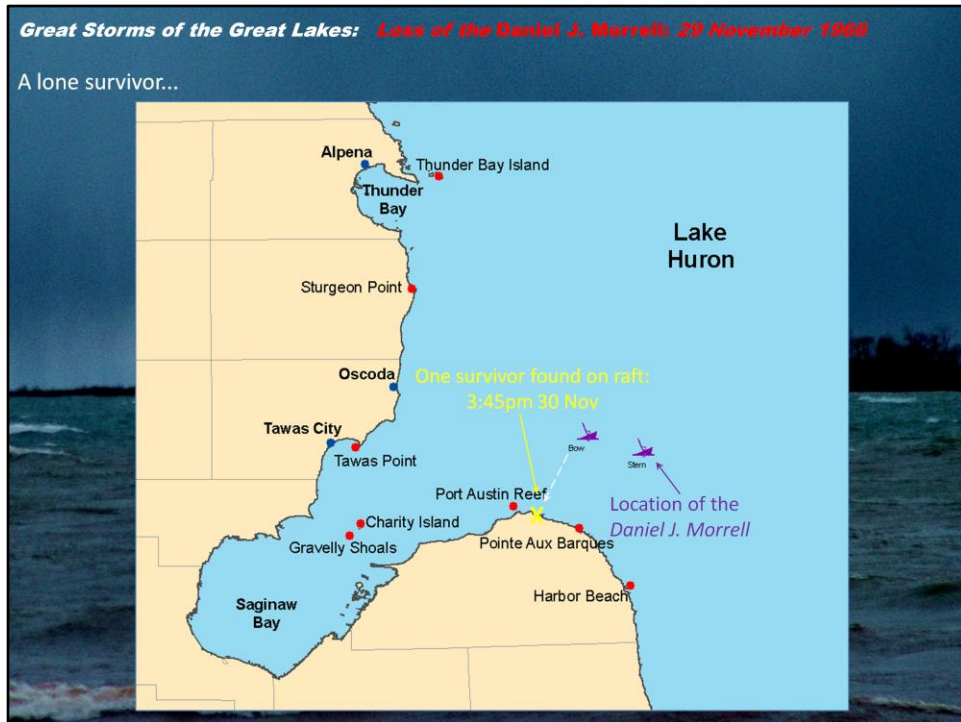 Great Storms of the Great Lakes: Loss of the Daniel J. Morrell: 29 November 1966
A lone survivor...
Alpena
Thunder Bay Island
Thunder
Bay
Lake
Huron
Sturgeon Point
One survivor found on raft:
3:45pm 30 Nov
Oscoda
Tawas City
Tawas Point
Bow
Stern
Location of the
Daniel J. Morrell
Port Austin Reef
Charity Island
Gravelly Shoals
Pointe Aux Barques
Harbor Beach
Saginaw
Bay